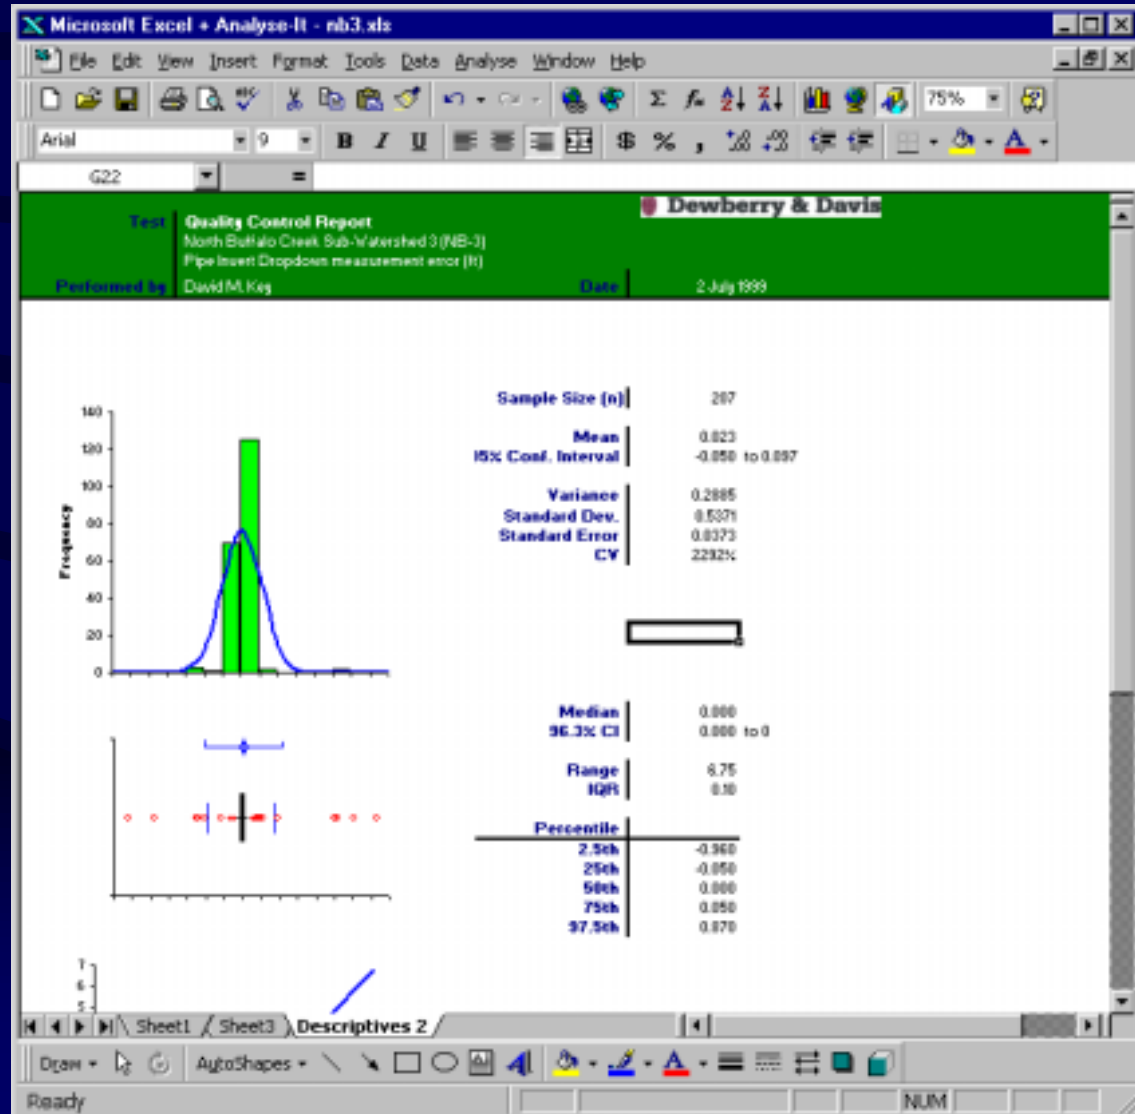 Microsoft Excel + Analyse-It - nb3.xls
File Edit View Insert Format Tools Data Analyse Window Help
75%
Arial 9 B I U $ % ,
G22 =
Dewberry & Davis
Test Quality Control Report
North Buffalo Creek Sub-Watershed 3 (NB-3)
Pipe Insert Dropdown measurement error (ft)
Performed by David M. Key Date 2 July 1999
Sample Size (n) 207
Mean 0.023
Conf. Interval -0.050 to 0.097
Variance 0.2885
Standard Dev. 0.5371
Standard Error 0.0373
CV 2292%
Frequency
140
120
100
80
60
40
20
0
Median 0.000
96.3% CI 0.000 to 0
Range 6.75
IQR 0.10
Percentile
2.5th -0.960
25th -0.050
50th 0.000
75th 0.050
97.5th 0.870
7
6
5
Sheet1 Sheet3 Descriptives 2
Draw AutoShapes
Ready NUM